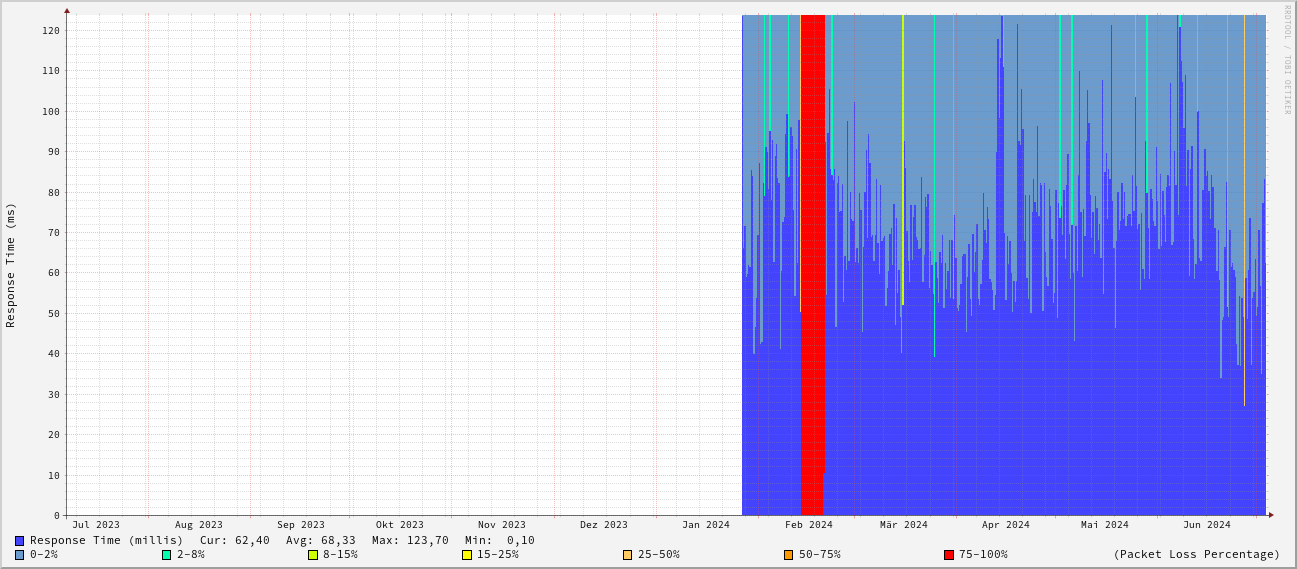 RRDTOOL / TOBI OETIKER
Response Time (ms)
120
110
100
90
80
70
60
50
40
30
20
10
0
Jul 2023 Aug 2023 Sep 2023 Okt 2023 Nov 2023 Dez 2023 Jan 2024 Feb 2024 Mär 2024 Apr 2024 Mai 2024 Jun 2024
Response Time (millis) Cur: 62,40 Avg: 68,33 Max: 123,70 Min: 0,10
0-2% 2-8% 8-15% 15-25% 25-50% 50-75% 75-100% (Packet Loss Percentage)